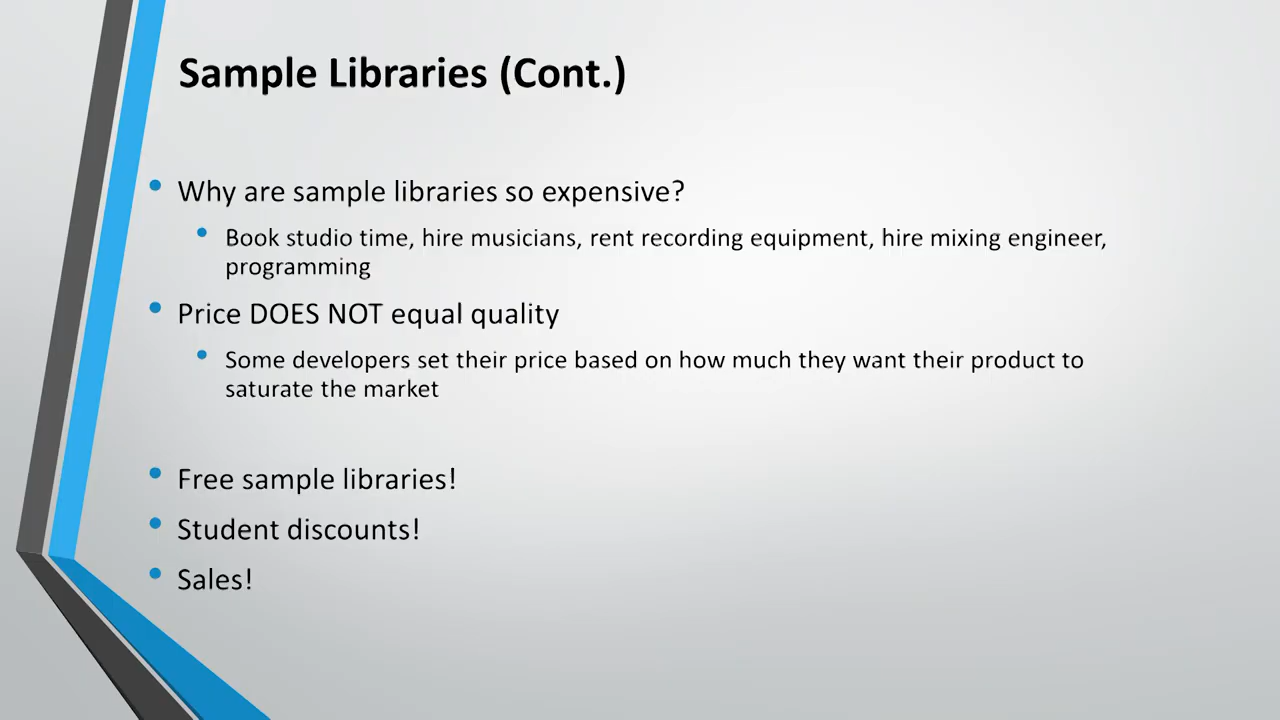 Sample Libraries (Cont.)
• Why are sample libraries so expensive?
• Book studio time, hire musicians, rent recording equipment, hire mixing engineer,
programming
• Price DOES NOT equal quality
• Some developers set their price based on how much they want their product to
saturate the market
• Free sample libraries!
• Student discounts!
• Sales!